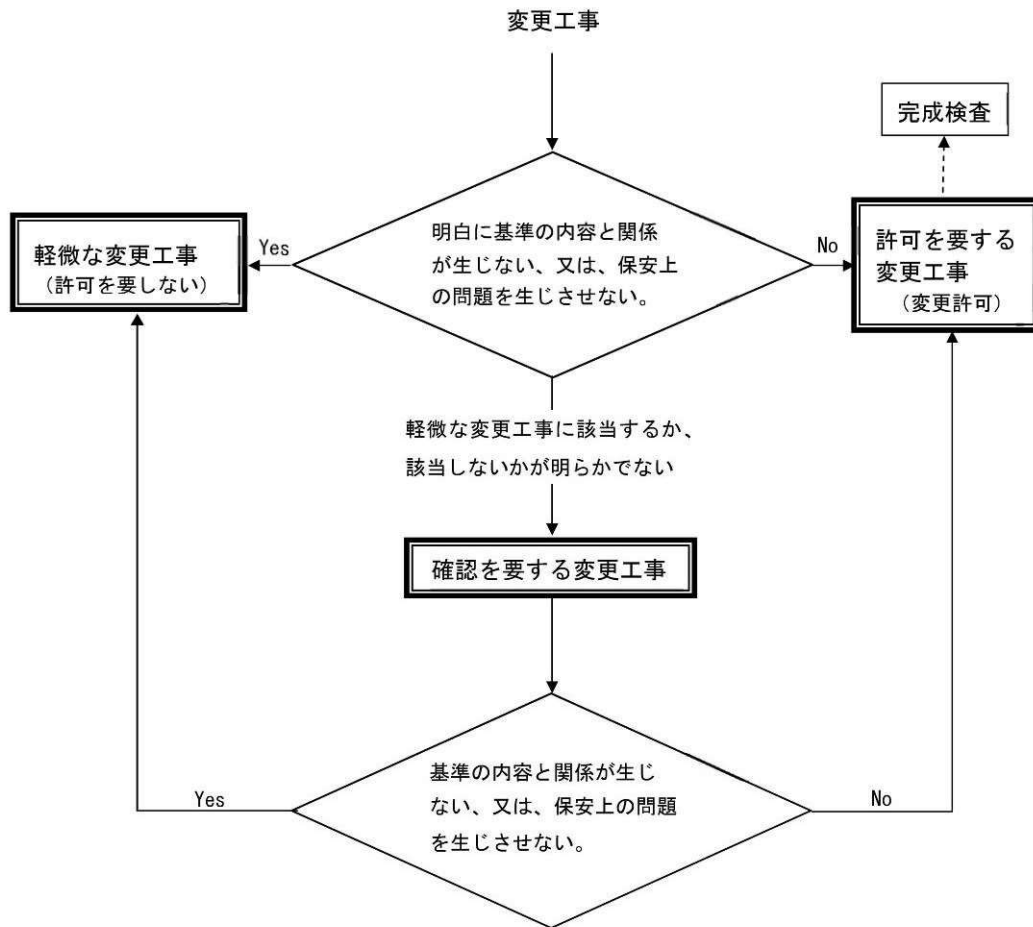 変更工事
完成検査
明白に基準の内容と関係
が生じない、又は、保安上
の問題を生じさせない。
Yes
No
軽微な変更工事
（許可を要しない）
許可を要する
変更工事
（変更許可）
軽微な変更工事に該当するか、
該当しないかが明らかでない
確認を要する変更工事
基準の内容と関係が生じ
ない、又は、保安上の問題
を生じさせない。
Yes
No